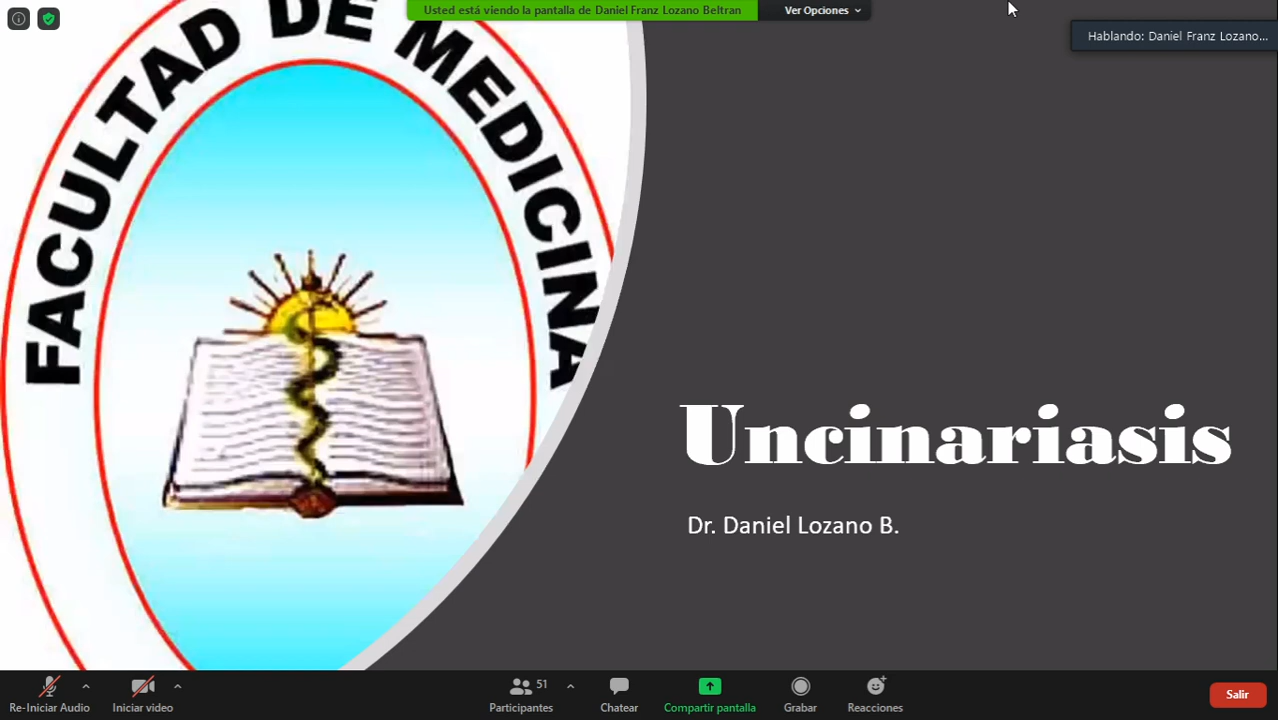 Usted está viendo la pantalla de Daniel Franz Lozano Beltran
Ver Opciones
Hablando: Daniel Franz Lozano...
FACULTAD DE MEDICINA
Uncinariasis
Dr. Daniel Lozano B.
Re-Iniciar Audio
Iniciar video
51
Participantes
Chatear
Compartir pantalla
Grabar
Reacciones
Salir